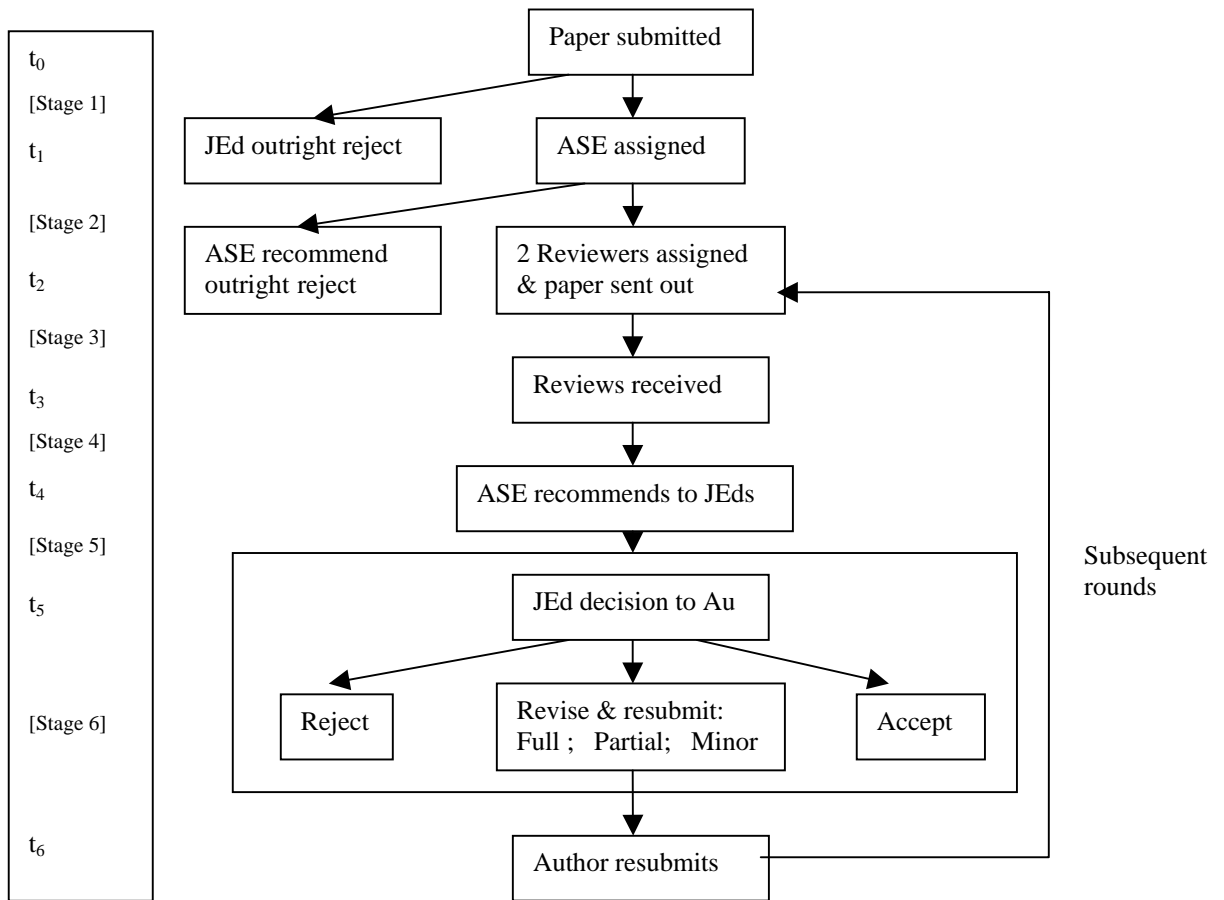 Paper submitted
t₀
[Stage 1]
JEd outright reject
ASE assigned
t₁
[Stage 2]
ASE recommend
outright reject
2 Reviewers assigned
& paper sent out
t₂
[Stage 3]
Reviews received
t₃
[Stage 4]
ASE recommends to JEds
t₄
[Stage 5]
Subsequent
rounds
JEd decision to Au
t₅
Reject
Revise & resubmit:
Full ; Partial; Minor
Accept
[Stage 6]
t₆
Author resubmits